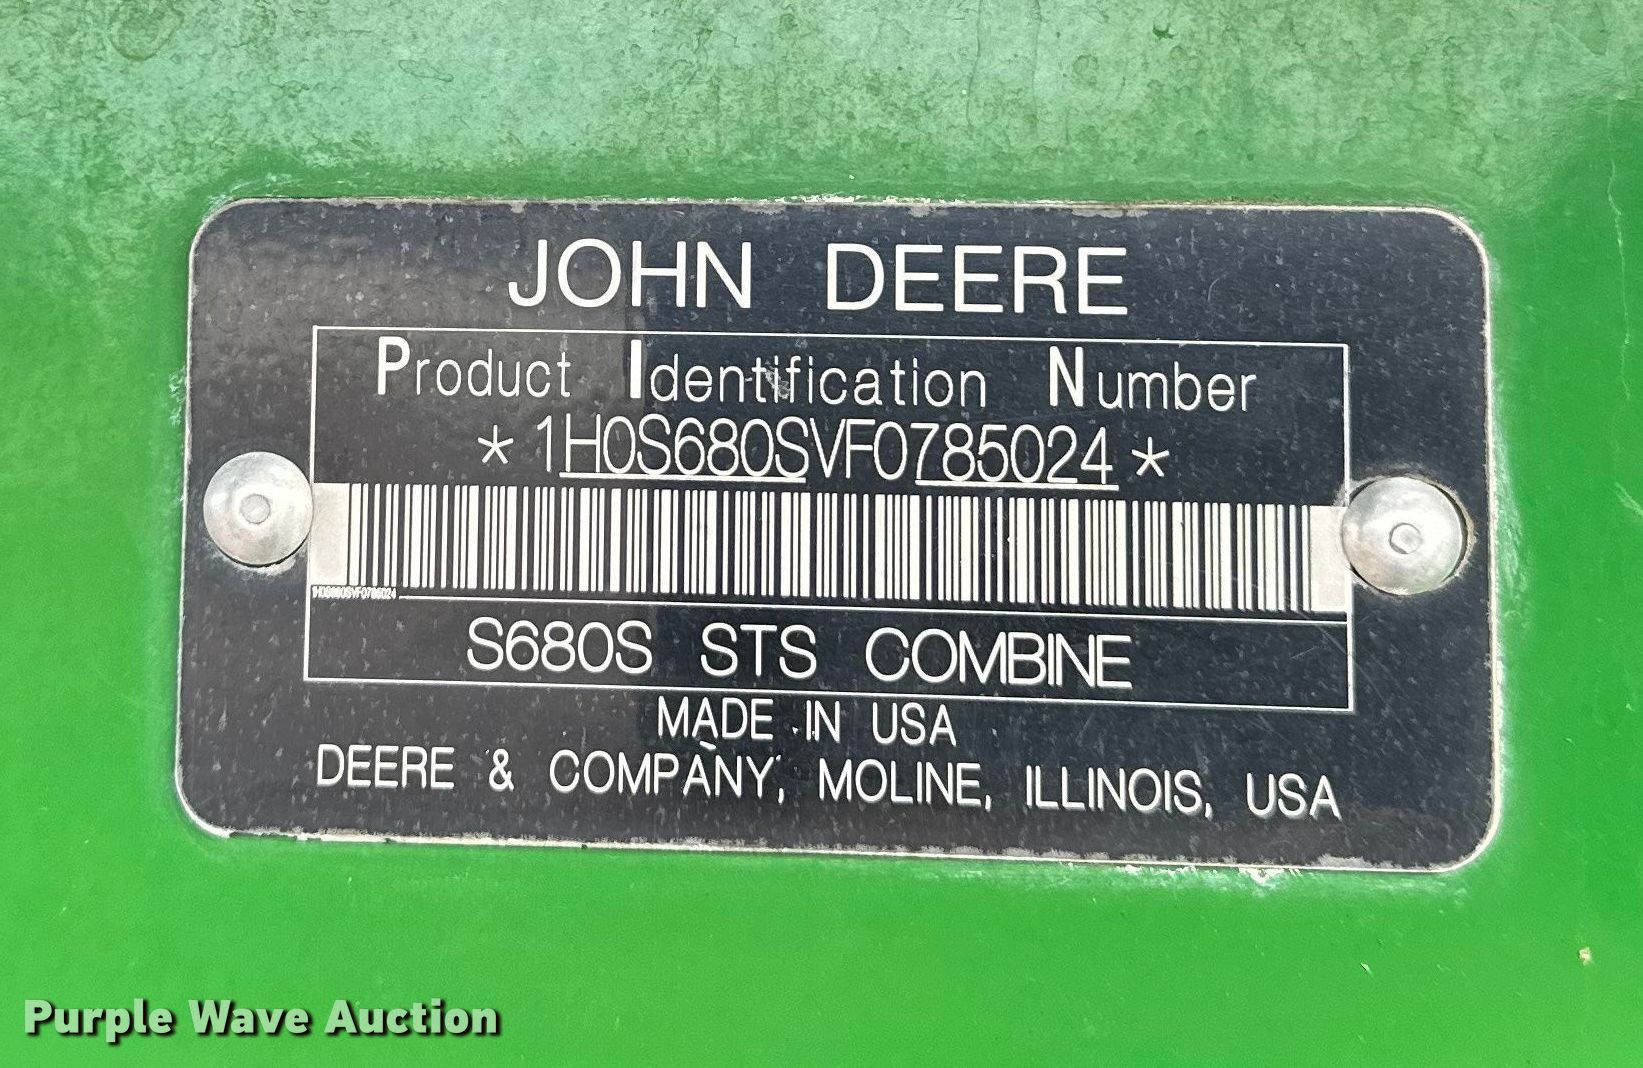 JOHN DEERE
Product Identification Number
*1H0S680SVF0785024*
1H0S680SVF0785024
S680S STS COMBINE
MADE IN USA
DEERE & COMPANY, MOLINE, ILLINOIS, USA
Purple Wave Auction